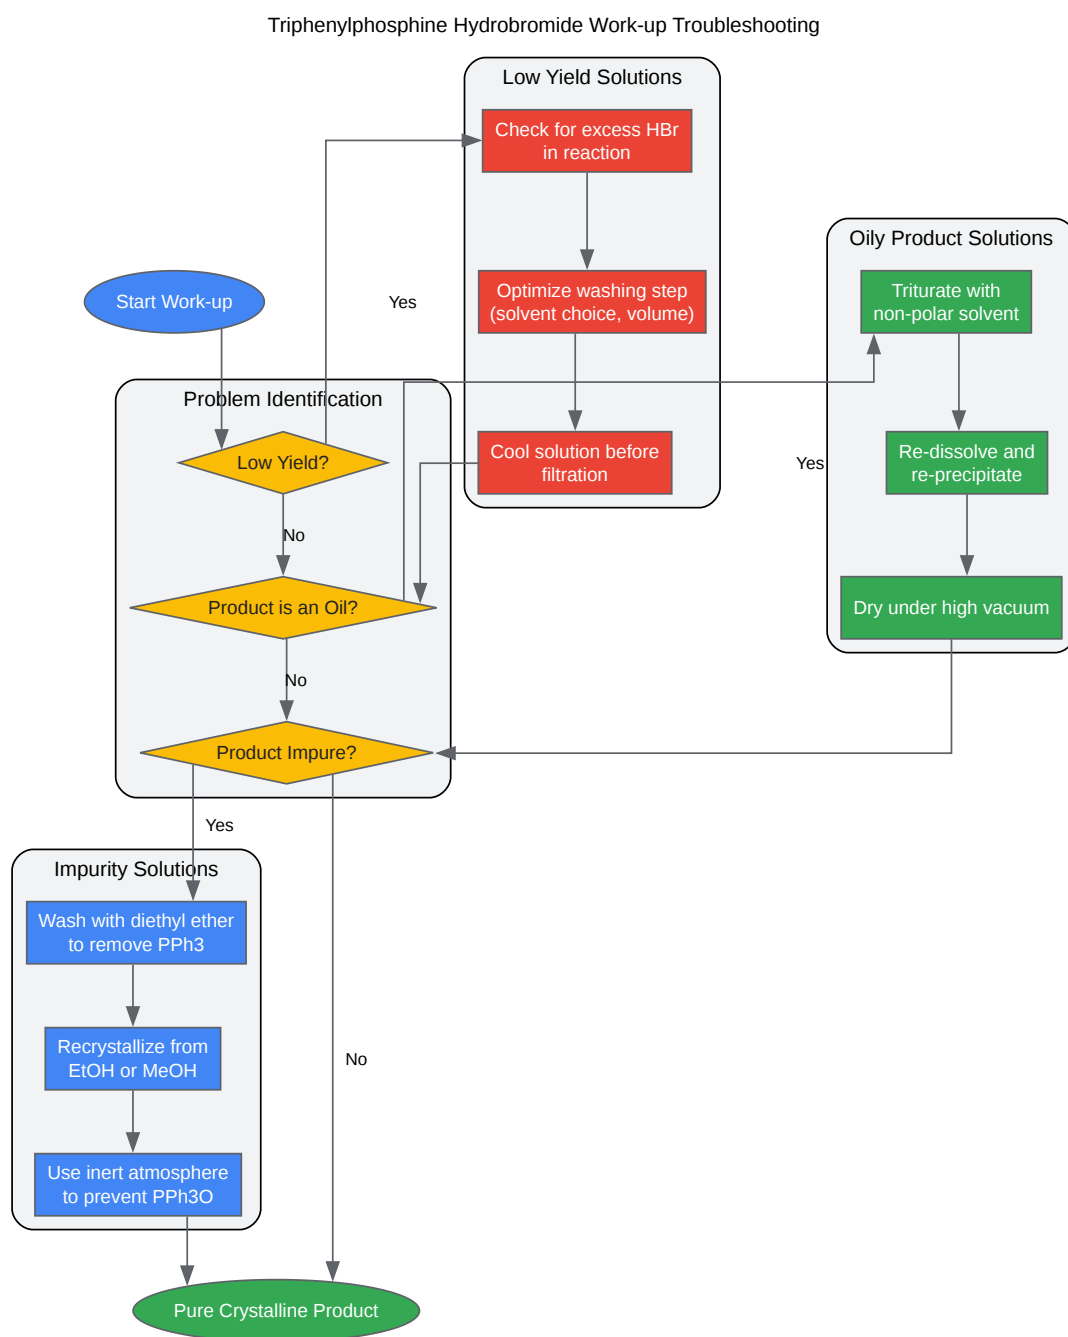 Triphenylphosphine Hydrobromide Work-up Troubleshooting
Low Yield Solutions
Check for excess HBr
in reaction
Optimize washing step
(solvent choice, volume)
Cool solution before
filtration
Oily Product Solutions
Triturate with
non-polar solvent
Re-dissolve and
re-precipitate
Dry under high vacuum
Start Work-up
Yes
Yes
Problem Identification
Low Yield?
No
Product is an Oil?
No
Product Impure?
Yes
No
Impurity Solutions
Wash with diethyl ether
to remove PPh3
Recrystallize from
EtOH or MeOH
Use inert atmosphere
to prevent PPh3O
Pure Crystalline Product